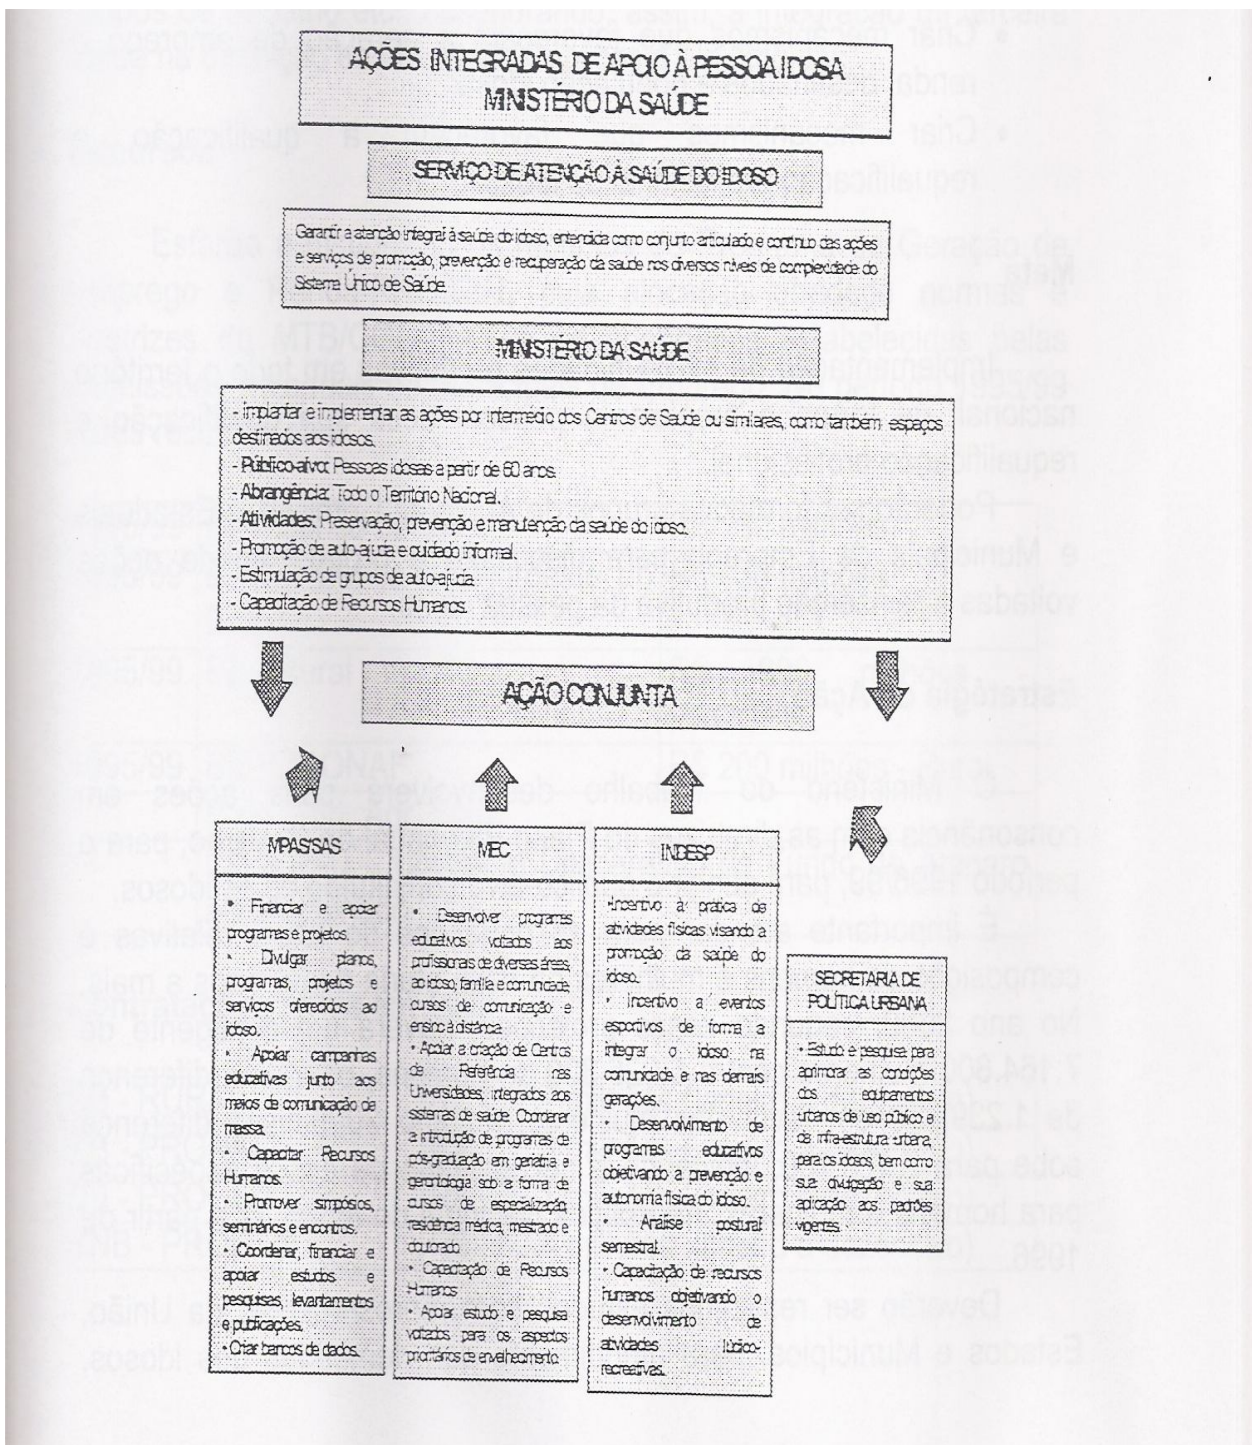 AÇÕES INTEGRADAS DE APOIO À PESSOA IDOSA
MINISTÉRIO DA SAÚDE
SERVIÇO DE ATENÇÃO À SAÚDE DO IDOSO
Garantir a atenção integral à saúde do idoso, entendida como conjunto articulado e contínuo das ações
e serviços de promoção, prevenção e recuperação da saúde nos diversos níveis de complexidade do
Sistema Único de Saúde.
MINISTÉRIO DA SAÚDE
- Implantar e implementar as ações por intermédio dos Centros de Saúde ou similares, como também espaços
destinados aos idosos.
- Público-alvo: Pessoas idosas a partir de 60 anos.
- Abrangência: Todo o Território Nacional.
- Atividades: Preservação, prevenção e manutenção da saúde do idoso.
- Promoção de auto-ajuda e cuidado informal.
- Estimulação de grupos de auto-ajuda
- Capacitação de Recursos Humanos.
AÇÃO CONJUNTA
MPAS/SAS
• Financiar e apoiar
programas e projetos.
• Divulgar planos,
programas, projetos e
serviços oferecidos ao
idoso.
• Apoiar campanhas
educativas junto aos
meios de comunicação de
massa.
• Capacitar Recursos
Humanos.
• Promover simpósios,
seminários e encontros.
• Coordenar, financiar e
apoiar estudos e
pesquisas, levantamentos
e publicações.
• Criar bancos de dados.
MEC
• Desenvolver programas
educativos voltados aos
profissionais de diversas áreas,
ao idoso, família e comunidade,
cursos de comunicação e
ensino à distância
• Apoiar a criação de Centros
de Referência nas
Universidades, integrados aos
sistemas de saúde. Coordenar
a introdução de programas de
pós-graduação em geriatria e
gerontologia sob a forma de
cursos de especialização,
residência médica, mestrado e
doutorado.
• Capacitação de Recursos
Humanos
• Apoiar estudo e pesquisa
voltados para os aspectos
prioritários de envelhecimento.
INDESP
•Incentivo à prática de
atividades físicas visando a
promoção da saúde do
idoso.
• Incentivo a eventos
esportivos de forma a
integrar o idoso na
comunidade e nas demais
gerações.
• Desenvolvimento de
programas educativos
objetivando a prevenção e
autonomia física do idoso.
• Análise postural
semestral.
• Capacitação de recursos
humanos objetivando o
desenvolvimento de
atividades lúdico-
recreativas.
SECRETARIA DE
POLÍTICA URBANA
• Estudo e pesquisa para
aprimorar as condições
dos equipamentos
urbanos de uso público e
da infra-estrutura urbana,
para os idosos, bem como
sua divulgação e sua
aplicação aos padrões
vigentes.